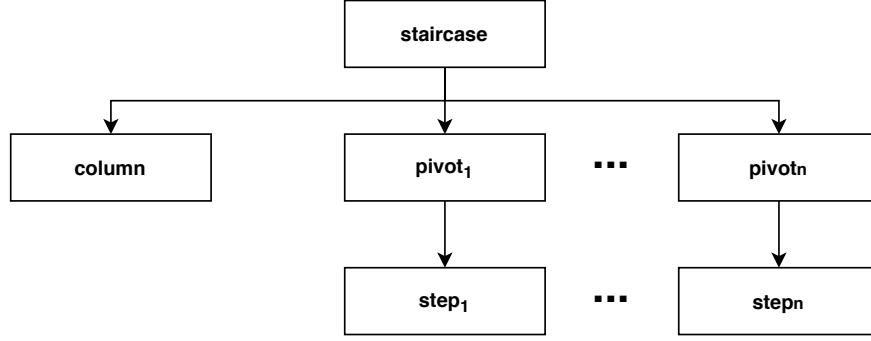 staircase
column pivot₁ ... pivotn
step₁ ... stepn